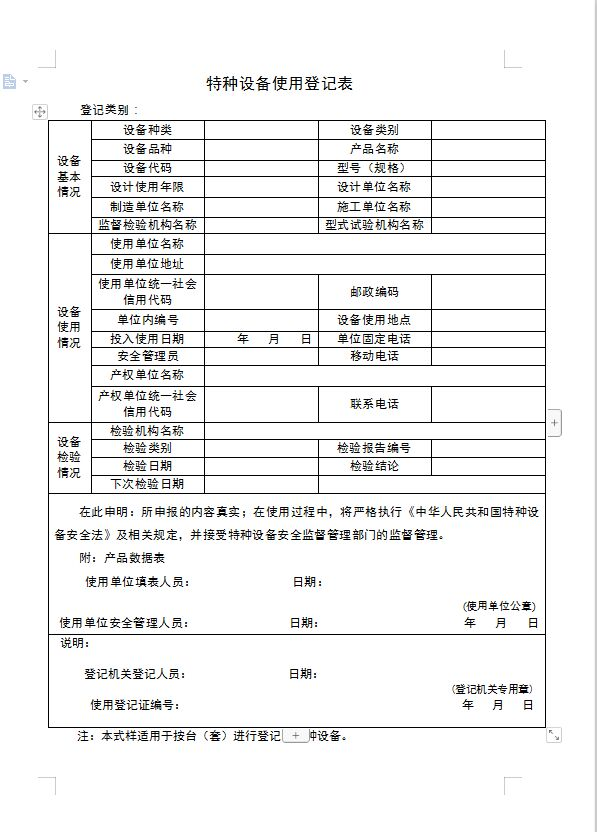 特种设备使用登记表
登记类别：
设备基本情况
设备种类 设备类别
设备品种 产品名称
设备代码 型号（规格）
设计使用年限 设计单位名称
制造单位名称 施工单位名称
监督检验机构名称 型式试验机构名称
设备使用情况
使用单位名称
使用单位地址
使用单位统一社会信用代码 邮政编码
单位内编号 设备使用地点
投入使用日期 年 月 日 单位固定电话
安全管理员 移动电话
产权单位名称
产权单位统一社会信用代码 联系电话
设备检验情况
检验机构名称
检验类别 检验报告编号
检验日期 检验结论
下次检验日期
在此申明：所申报的内容真实；在使用过程中，将严格执行《中华人民共和国特种设
备安全法》及相关规定，并接受特种设备安全监督管理部门的监督管理。
附：产品数据表
使用单位填表人员： 日期：
(使用单位公章)
使用单位安全管理人员： 日期： 年 月 日
说明：
登记机关登记人员： 日期：
(登记机关专用章)
使用登记证编号： 年 月 日
注：本式样适用于按台（套）进行登记 种设备。